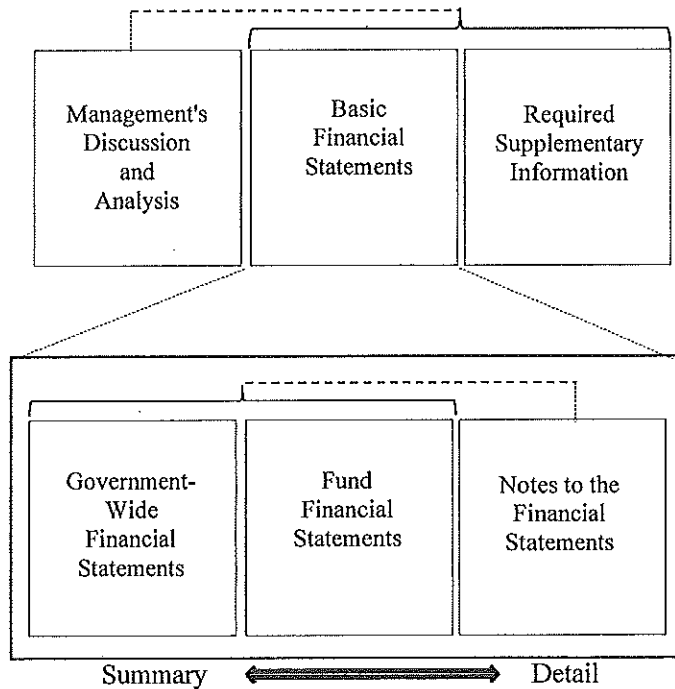 Management's
Discussion
and
Analysis
Basic
Financial
Statements
Required
Supplementary
Information
Government-
Wide
Financial
Statements
Fund
Financial
Statements
Notes to the
Financial
Statements
Summary
Detail